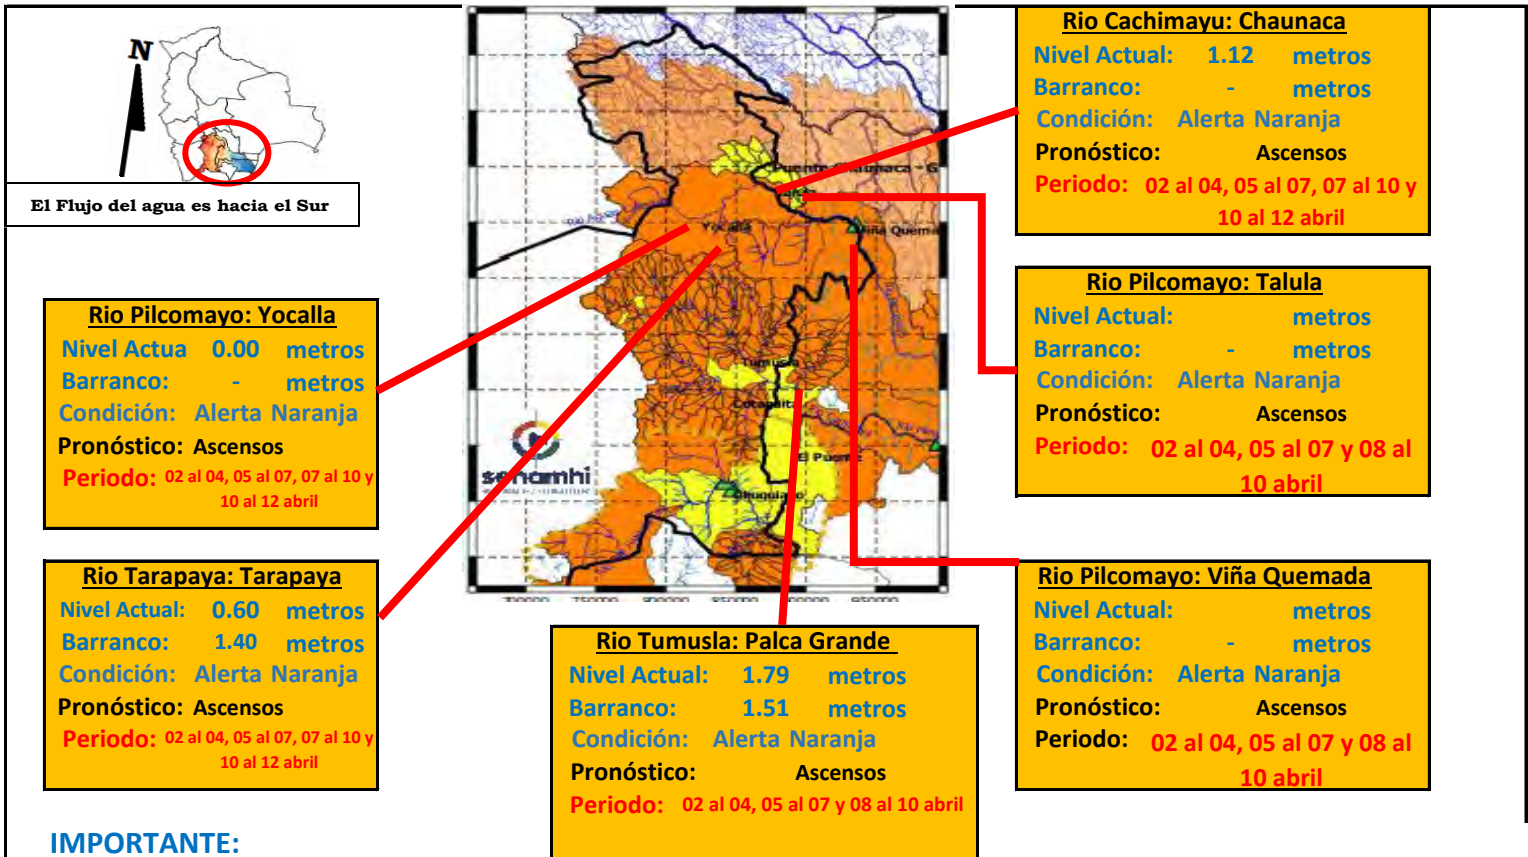 N
El Flujo del agua es hacia el Sur
Rio Cachimayu: Chaunaca
Nivel Actual: 1.12 metros
Barranco: - metros
Condición: Alerta Naranja
Pronóstico: Ascensos
Periodo: 02 al 04, 05 al 07, 07 al 10 y
10 al 12 abril
Rio Pilcomayo: Talula
Nivel Actual: metros
Barranco: - metros
Condición: Alerta Naranja
Pronóstico: Ascensos
Periodo: 02 al 04, 05 al 07 y 08 al
10 abril
Rio Pilcomayo: Yocalla
Nivel Actua 0.00 metros
Barranco: - metros
Condición: Alerta Naranja
Pronóstico: Ascensos
Periodo: 02 al 04, 05 al 07, 07 al 10 y
10 al 12 abril
Rio Tarapaya: Tarapaya
Nivel Actual: 0.60 metros
Barranco: 1.40 metros
Condición: Alerta Naranja
Pronóstico: Ascensos
Periodo: 02 al 04, 05 al 07, 07 al 10 y
10 al 12 abril
Rio Tumusla: Palca Grande
Nivel Actual: 1.79 metros
Barranco: 1.51 metros
Condición: Alerta Naranja
Pronóstico: Ascensos
Periodo: 02 al 04, 05 al 07 y 08 al 10 abril
Rio Pilcomayo: Viña Quemada
Nivel Actual: metros
Barranco: - metros
Condición: Alerta Naranja
Pronóstico: Ascensos
Periodo: 02 al 04, 05 al 07 y 08 al
10 abril
Puente
Yocalla
Viña Quema
Tumusla
Cotagaita
El Puente
senamhi
IMPORTANTE: